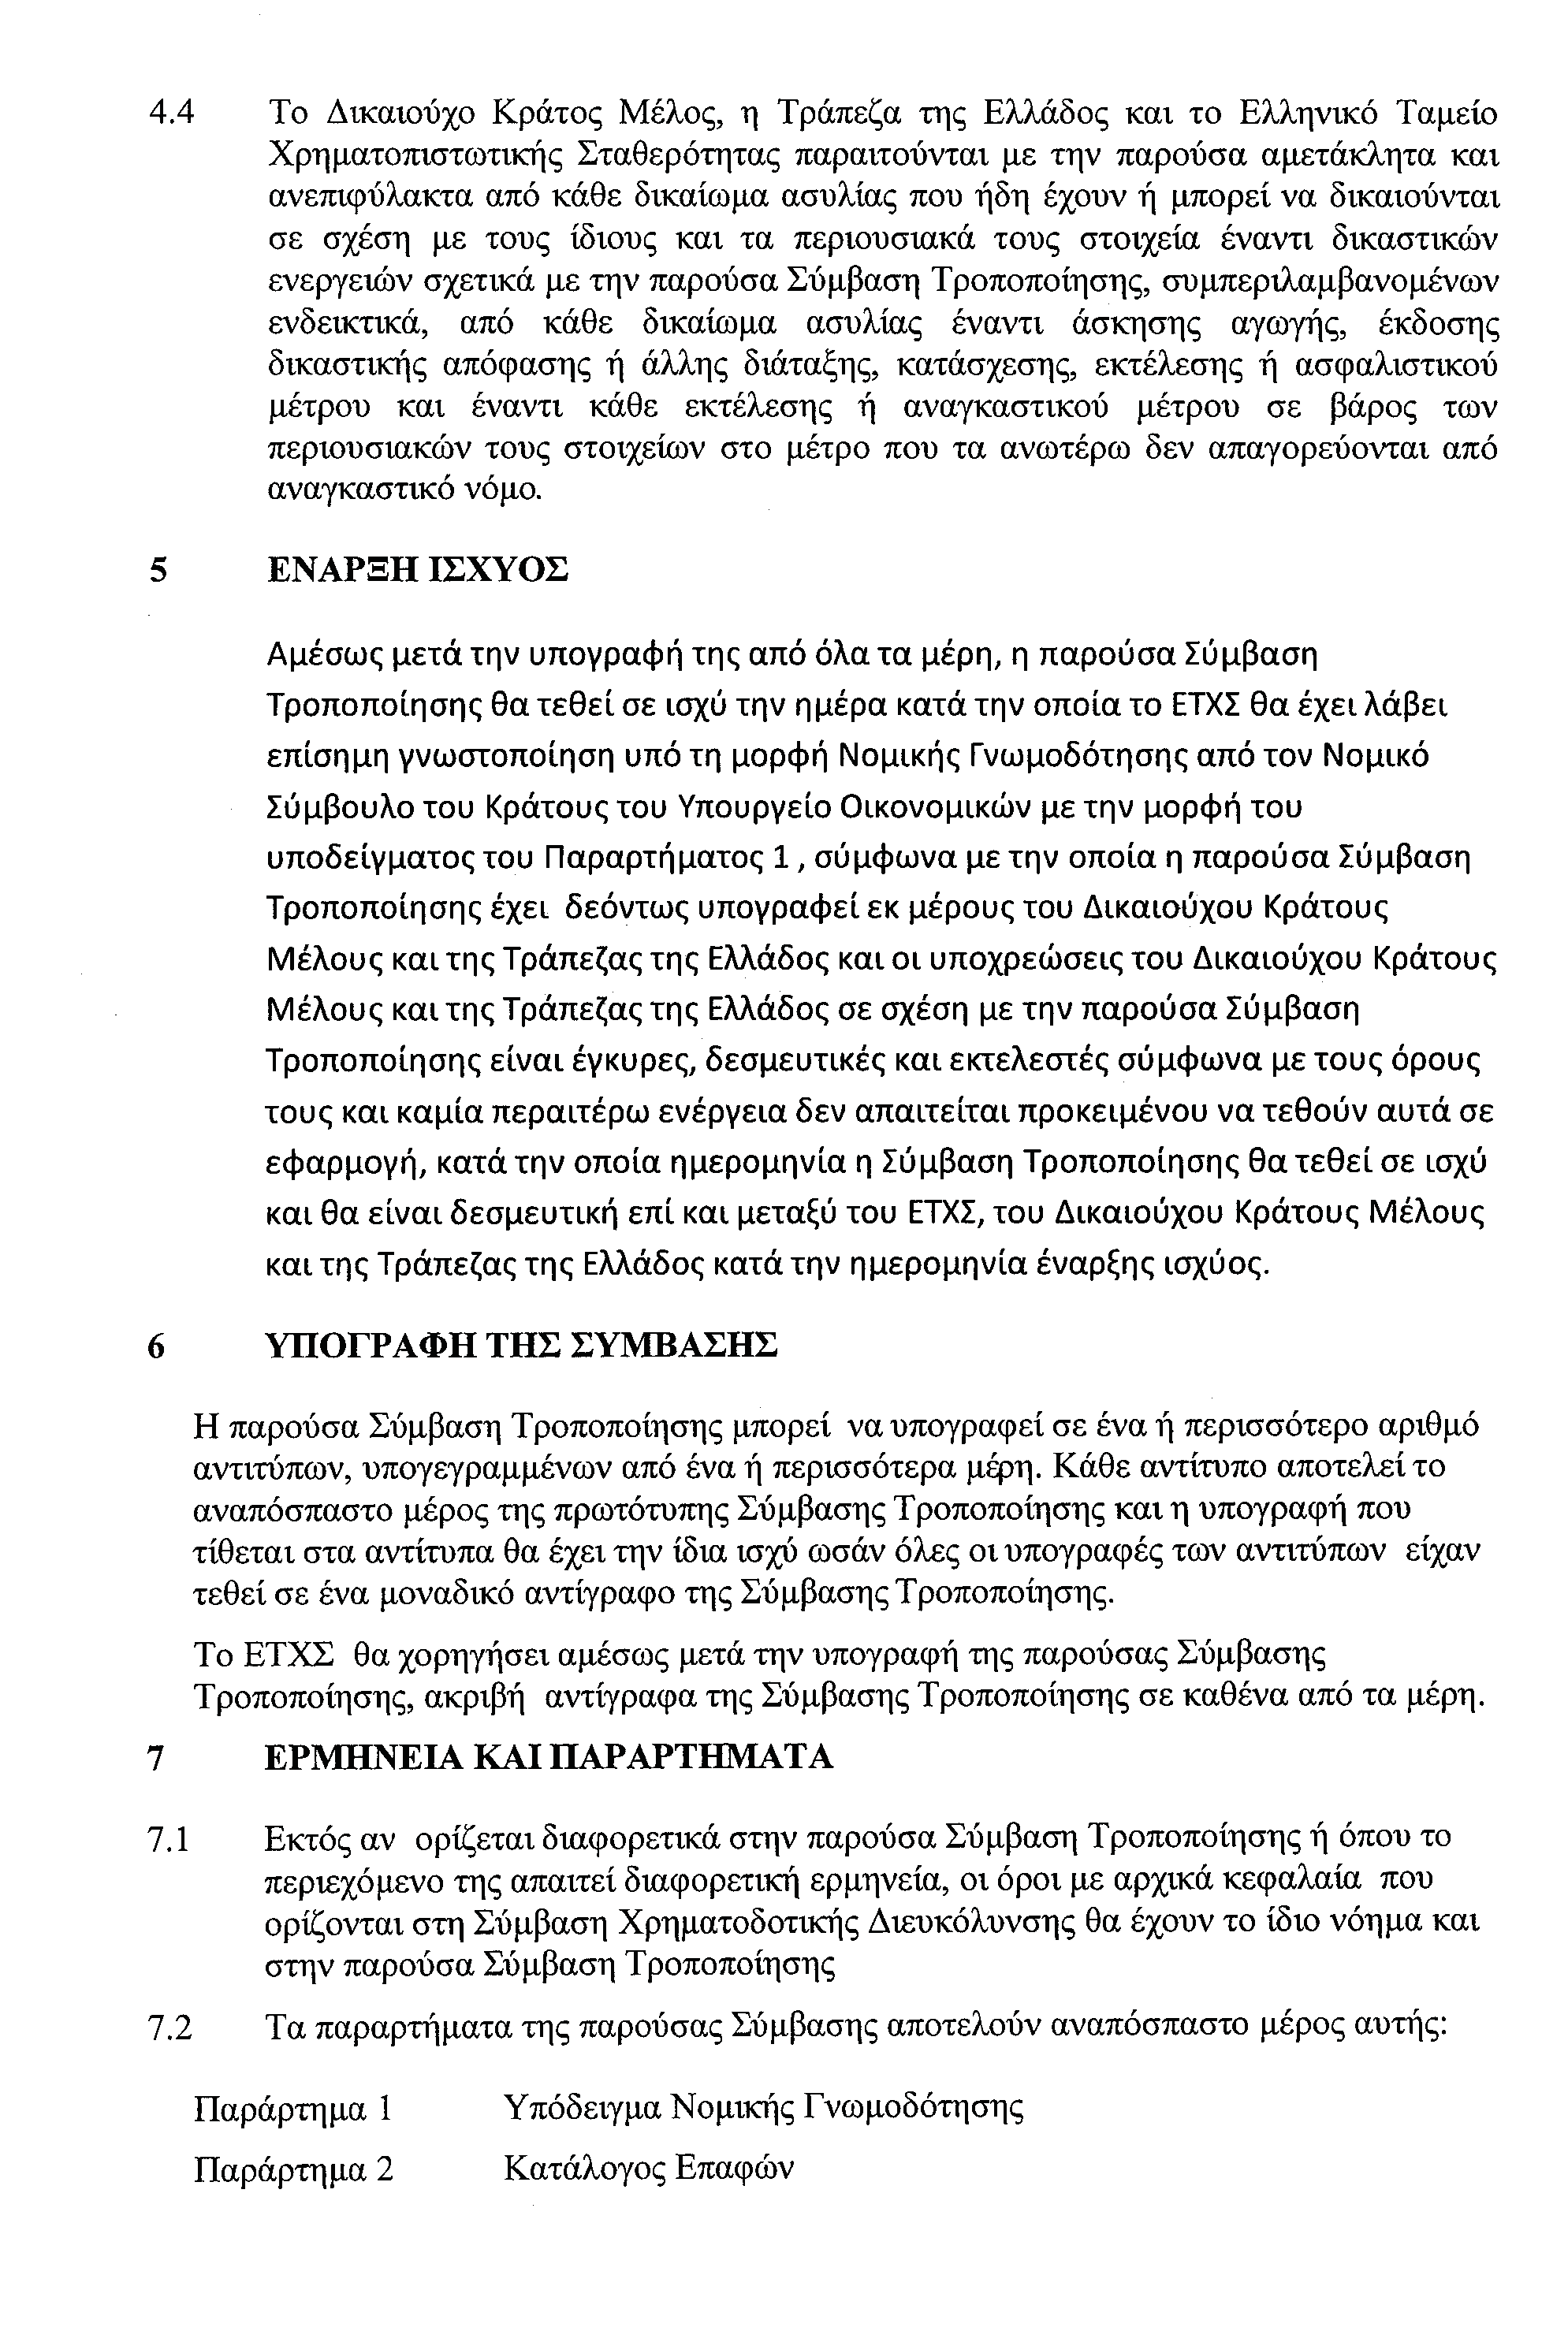 4.4 Το Δικαιούχο Κράτος Μέλος, η Τράπεζα της Ελλάδος και το Ελληνικό Ταμείο
Χρηματοπιστωτικής Σταθερότητας παραιτούνται με την παρούσα αμετάκλητα και
ανεπιφύλακτα από κάθε δικαίωμα ασυλίας που ήδη έχουν ή μπορεί να δικαιούνται
σε σχέση με τους ίδιους και τα περιουσιακά τους στοιχεία έναντι δικαστικών
ενεργειών σχετικά με την παρούσα Σύμβαση Τροποποίησης, συμπεριλαμβανομένων
ενδεικτικά, από κάθε δικαίωμα ασυλίας έναντι άσκησης αγωγής, έκδοσης
δικαστικής απόφασης ή άλλης διάταξης, κατάσχεσης, εκτέλεσης ή ασφαλιστικού
μέτρου και έναντι κάθε εκτέλεσης ή αναγκαστικού μέτρου σε βάρος των
περιουσιακών τους στοιχείων στο μέτρο που τα ανωτέρω δεν απαγορεύονται από
αναγκαστικό νόμο.
5 ΕΝΑΡΞΗ ΙΣΧΥΟΣ
Αμέσως μετά την υπογραφή της από όλα τα μέρη, η παρούσα Σύμβαση
Τροποποίησης θα τεθεί σε ισχύ την ημέρα κατά την οποία το ΕΤΧΣ θα έχει λάβει
επίσημη γνωστοποίηση υπό τη μορφή Νομικής Γνωμοδότησης από τον Νομικό
Σύμβουλο του Κράτους του Υπουργείο Οικονομικών με την μορφή του
υποδείγματος του Παραρτήματος 1 , σύμφωνα με την οποία η παρούσα Σύμβαση
Τροποποίησης έχει δεόντως υπογραφεί εκ μέρους του Δικαιούχου Κράτους
Μέλους και της Τράπεζας της Ελλάδος και οι υποχρεώσεις του Δικαιούχου Κράτους
Μέλους και της Τράπεζας της Ελλάδος σε σχέση με την παρούσα Σύμβαση
Τροποποίησης είναι έγκυρες, δεσμευτικές και εκτελεστές σύμφωνα με τους όρους
τους και καμία περαιτέρω ενέργεια δεν απαιτείται προκειμένου να τεθούν αυτά σε
εφαρμογή, κατά την οποία ημερομηνία η Σύμβαση Τροποποίησης θα τεθεί σε ισχύ
και θα είναι δεσμευτική επί και μεταξύ του ΕΤΧΣ, του Δικαιούχου Κράτους Μέλους
και της Τράπεζας της Ελλάδος κατά την ημερομηνία έναρξης ισχύος.
6 ΥΠΟΓΡΑΦΗ ΤΗΣ ΣΥΜΒΑΣΗΣ
Η παρούσα Σύμβαση Τροποποίησης μπορεί να υπογραφεί σε ένα ή περισσότερο αριθμό
αντιτύπων, υπογεγραμμένων από ένα ή περισσότερα μέρη. Κάθε αντίτυπο αποτελεί το
αναπόσπαστο μέρος της πρωτότυπης Σύμβασης Τροποποίησης και η υπογραφή που
τίθεται στα αντίτυπα θα έχει την ίδια ισχύ ωσάν όλες οι υπογραφές των αντιτύπων είχαν
τεθεί σε ένα μοναδικό αντίγραφο της Σύμβασης Τροποποίησης.
Το ΕΤΧΣ θα χορηγήσει αμέσως μετά την υπογραφή της παρούσας Σύμβασης
Τροποποίησης, ακριβή αντίγραφα της Σύμβασης Τροποποίησης σε καθένα από τα μέρη.
7 ΕΡΜΗΝΕΙΑ ΚΑΙ ΠΑΡΑΡΤΗΜΑΤΑ
7.1 Εκτός αν ορίζεται διαφορετικά στην παρούσα Σύμβαση Τροποποίησης ή όπου το
περιεχόμενο της απαιτεί διαφορετική ερμηνεία, οι όροι με αρχικά κεφαλαία που
ορίζονται στη Σύμβαση Χρηματοδοτικής Διευκόλυνσης θα έχουν το ίδιο νόημα και
στην παρούσα Σύμβαση Τροποποίησης
7.2 Τα παραρτήματα της παρούσας Σύμβασης αποτελούν αναπόσπαστο μέρος αυτής:
Παράρτημα 1 Υπόδειγμα Νομικής Γνωμοδότησης
Παράρτημα 2 Κατάλογος Επαφών